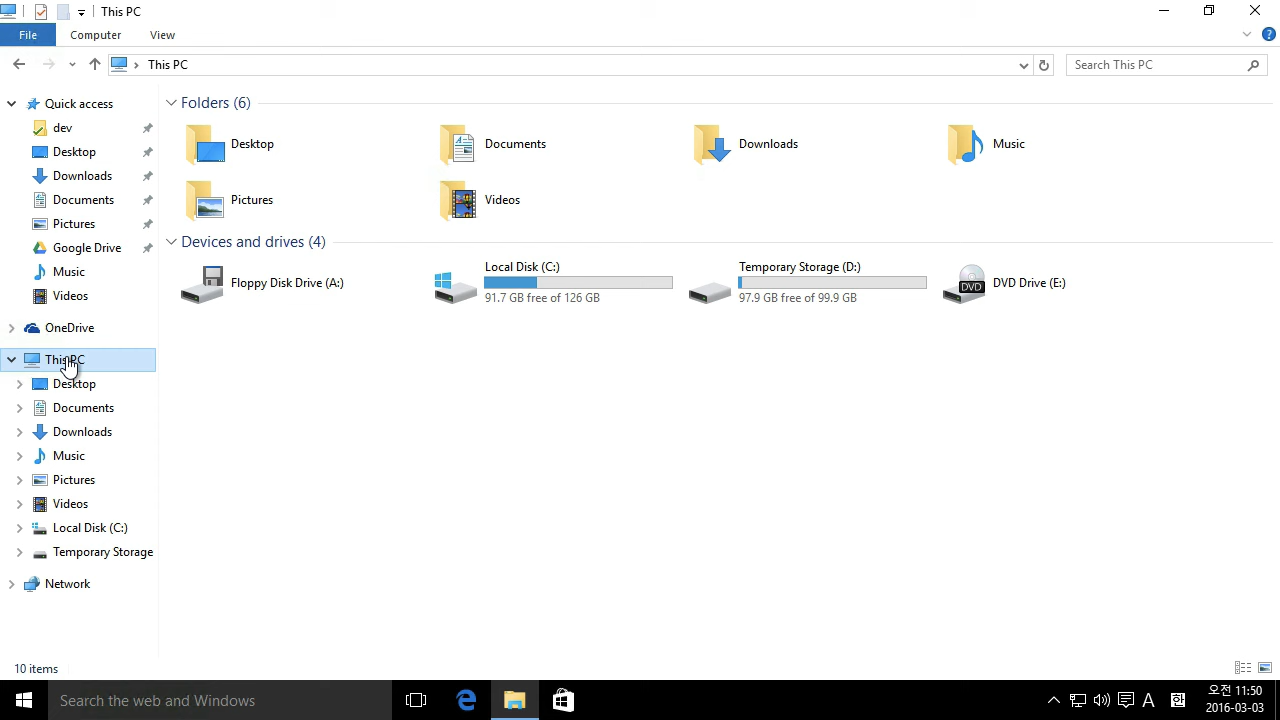 This PC
File Computer View
This PC
Search This PC
Quick access
dev
Desktop
Downloads
Documents
Pictures
Google Drive
Music
Videos
OneDrive
This PC
Desktop
Documents
Downloads
Music
Pictures
Videos
Local Disk (C:)
Temporary Storage
Network
Folders (6)
Desktop
Documents
Downloads
Music
Pictures
Videos
Devices and drives (4)
Floppy Disk Drive (A:)
Local Disk (C:)
91.7 GB free of 126 GB
Temporary Storage (D:)
97.9 GB free of 99.9 GB
DVD
DVD Drive (E:)
10 items
Search the web and Windows
A
오전 11:50
2016-03-03